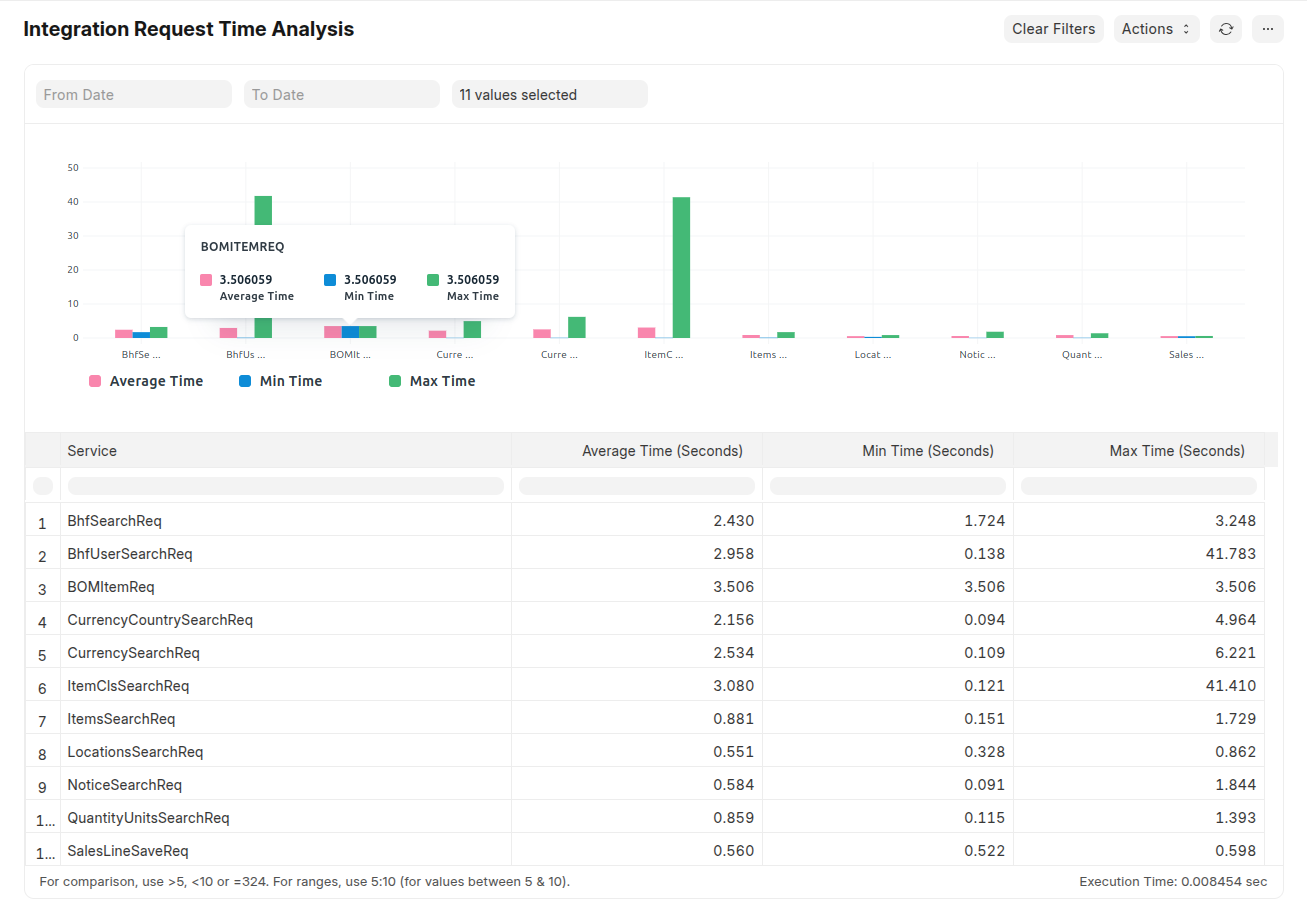 Integration Request Time Analysis
Clear Filters Actions ...
From Date To Date 11 values selected
50
40
30
20
10
0
BOMITEMREQ
3.506059 3.506059 3.506059
Average Time Min Time Max Time
BhfSe ... BhfUs ... BOMIt ... Curre ... Curre ... ItemC ... Items ... Locat ... Notic ... Quant ... Sales ...
Average Time Min Time Max Time
Service Average Time (Seconds) Min Time (Seconds) Max Time (Seconds)
1 BhfSearchReq 2.430 1.724 3.248
2 BhfUserSearchReq 2.958 0.138 41.783
3 BOMItemReq 3.506 3.506 3.506
4 CurrencyCountrySearchReq 2.156 0.094 4.964
5 CurrencySearchReq 2.534 0.109 6.221
6 ItemClsSearchReq 3.080 0.121 41.410
7 ItemsSearchReq 0.881 0.151 1.729
8 LocationsSearchReq 0.551 0.328 0.862
9 NoticeSearchReq 0.584 0.091 1.844
1... QuantityUnitsSearchReq 0.859 0.115 1.393
1... SalesLineSaveReq 0.560 0.522 0.598
For comparison, use >5, <10 or =324. For ranges, use 5:10 (for values between 5 & 10). Execution Time: 0.008454 sec